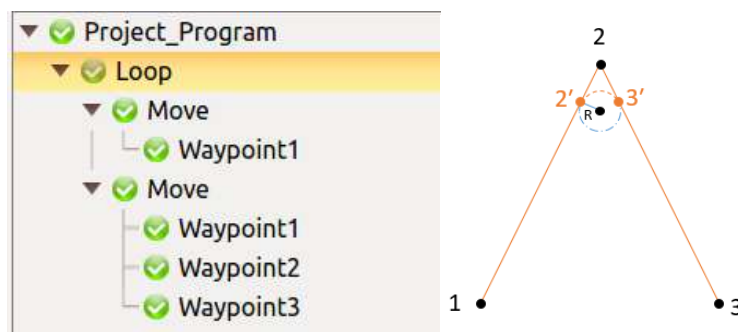 Project_Program
Loop
Move
Waypoint1
Move
Waypoint1
Waypoint2
Waypoint3
2
2′
3′
R
1
3